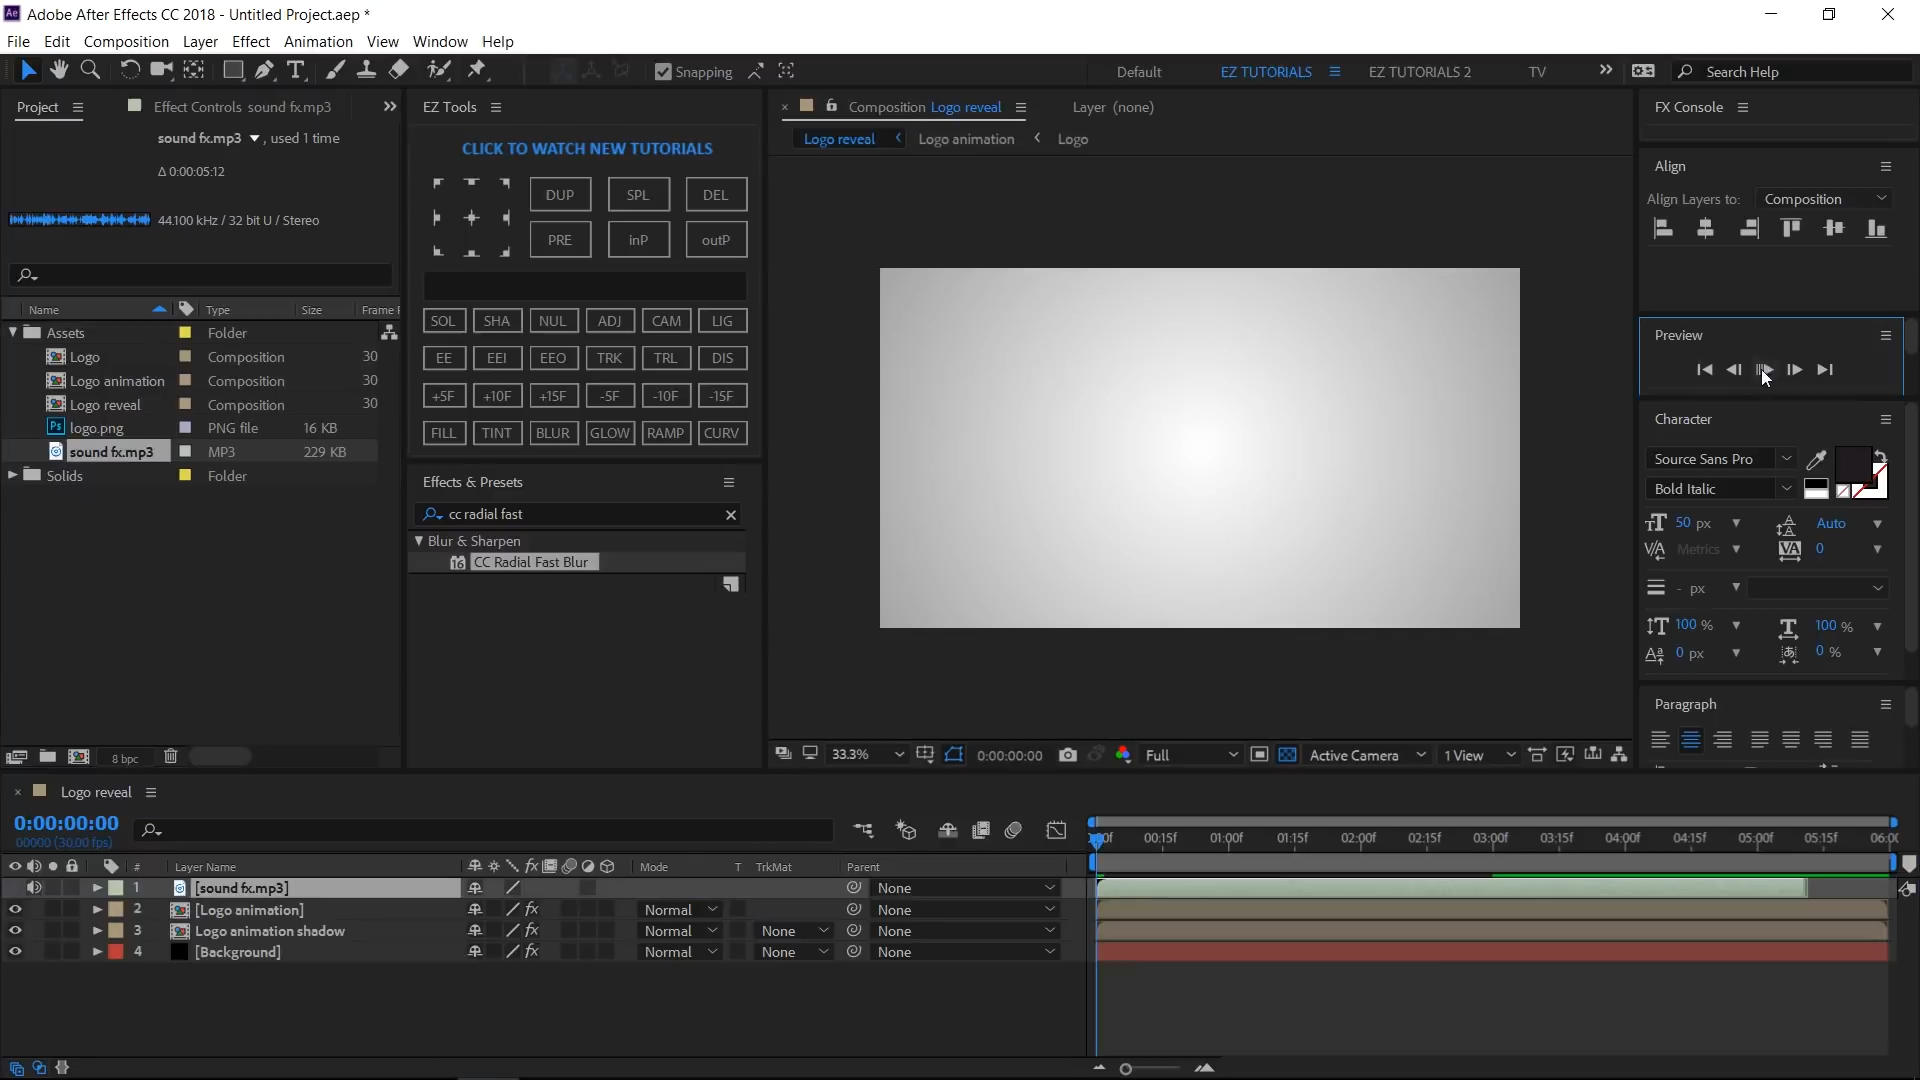 Adobe After Effects CC 2018 - Untitled Project.aep *
File Edit Composition Layer Effect Animation View Window Help
Snapping
Default EZ TUTORIALS EZ TUTORIALS 2 TV
Search Help
Project Effect Controls sound fx.mp3
sound fx.mp3 , used 1 time
Δ 0:00:05:12
44.100 kHz / 32 bit U / Stereo
Name Type Size Frame
Assets Folder
Logo Composition 30
Logo animation Composition 30
Logo reveal Composition 30
logo.png PNG file 16 KB
sound fx.mp3 MP3 229 KB
Solids Folder
8 bpc
EZ Tools
CLICK TO WATCH NEW TUTORIALS
DUP SPL DEL
PRE inP outP
SOL SHA NUL ADJ CAM LIG
EE EEI EEO TRK TRL DIS
+5F +10F +15F -5F -10F -15F
FILL TINT BLUR GLOW RAMP CURV
Effects & Presets
cc radial fast
Blur & Sharpen
16 CC Radial Fast Blur
Composition Logo reveal Layer (none)
Logo reveal Logo animation Logo
33.3% 0:00:00:00 Full Active Camera 1 View
FX Console
Align
Align Layers to: Composition
Preview
Character
Source Sans Pro
Bold Italic
50 px Auto
Metrics 0
- px
100 % 100 %
0 px 0 %
Paragraph
Logo reveal
0:00:00:00
00000 (30.00 fps)
:00f 00:15f 01:00f 01:15f 02:00f 02:15f 03:00f 03:15f 04:00f 04:15f 05:00f 05:15f 06:00
# Layer Name fx Mode T TrkMat Parent
1 [sound fx.mp3] None
2 [Logo animation] fx Normal None
3 Logo animation shadow fx Normal None None
4 [Background] fx Normal None None